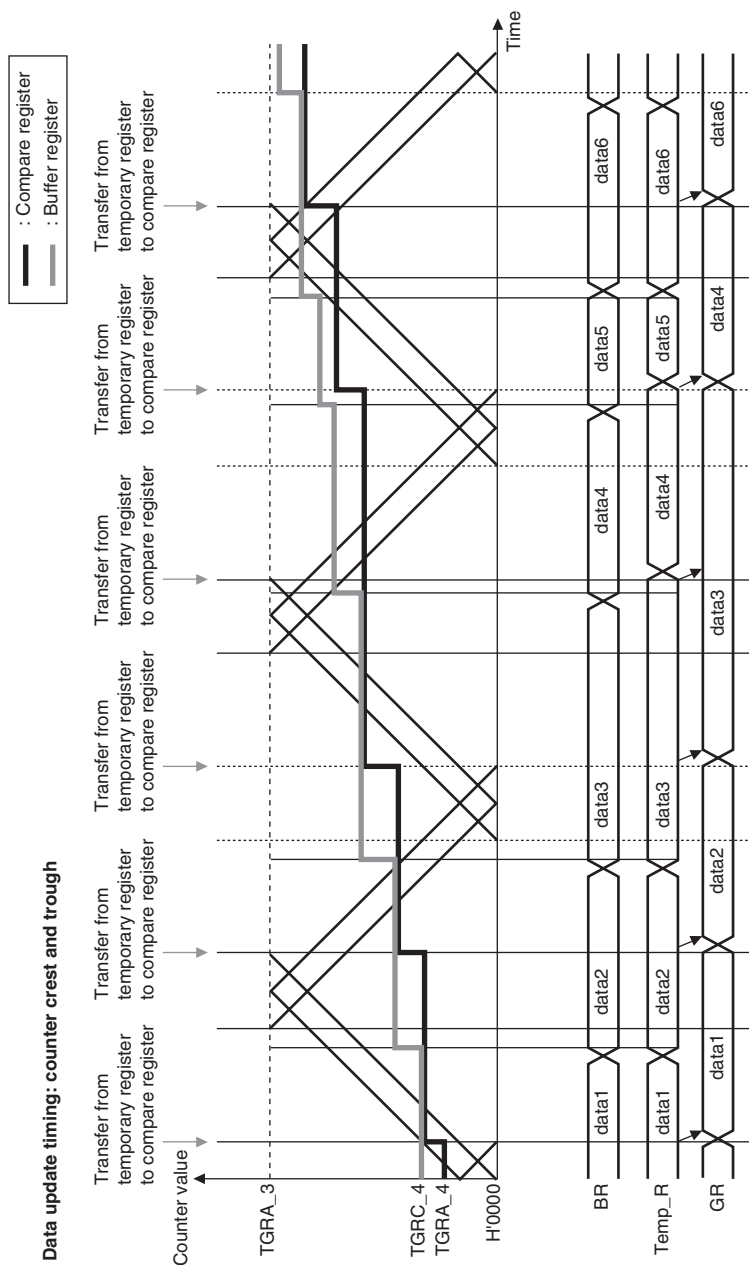 Data update timing: counter crest and trough
: Compare register
: Buffer register
Transfer from
temporary register
to compare register
Transfer from
temporary register
to compare register
Transfer from
temporary register
to compare register
Transfer from
temporary register
to compare register
Transfer from
temporary register
to compare register
Transfer from
temporary register
to compare register
Counter value
TGRA_3
TGRC_4
TGRA_4
H'0000
Time
BR
data1
data2
data3
data4
data5
data6
Temp_R
data1
data2
data3
data4
data5
data6
GR
data1
data2
data3
data4
data6